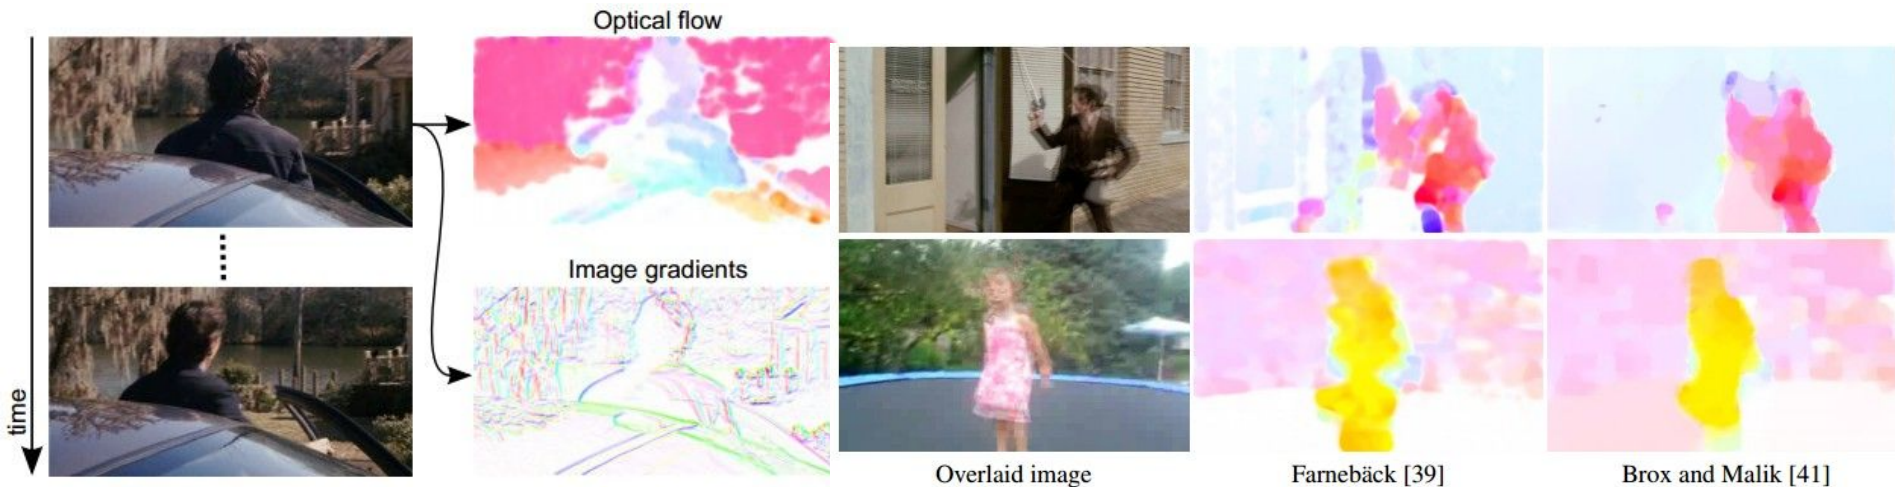 Optical flow
Image gradients
time
Overlaid image
Farnebäck [39]
Brox and Malik [41]